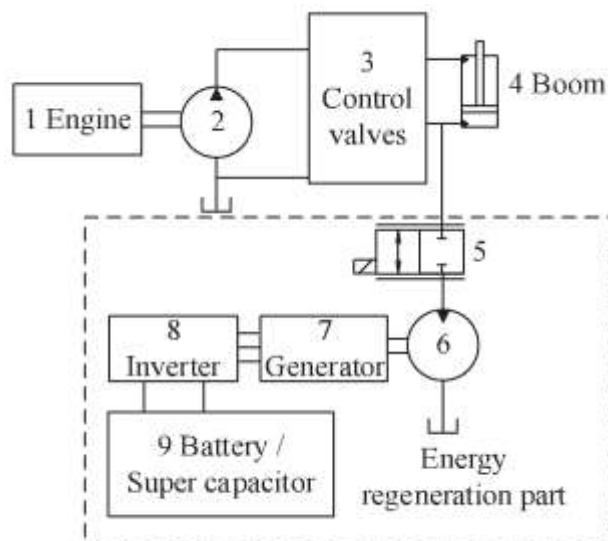 1 Engine
2
3
Control
valves
4 Boom
5
8
Inverter
7
Generator
6
9 Battery /
Super capacitor
Energy
regeneration part